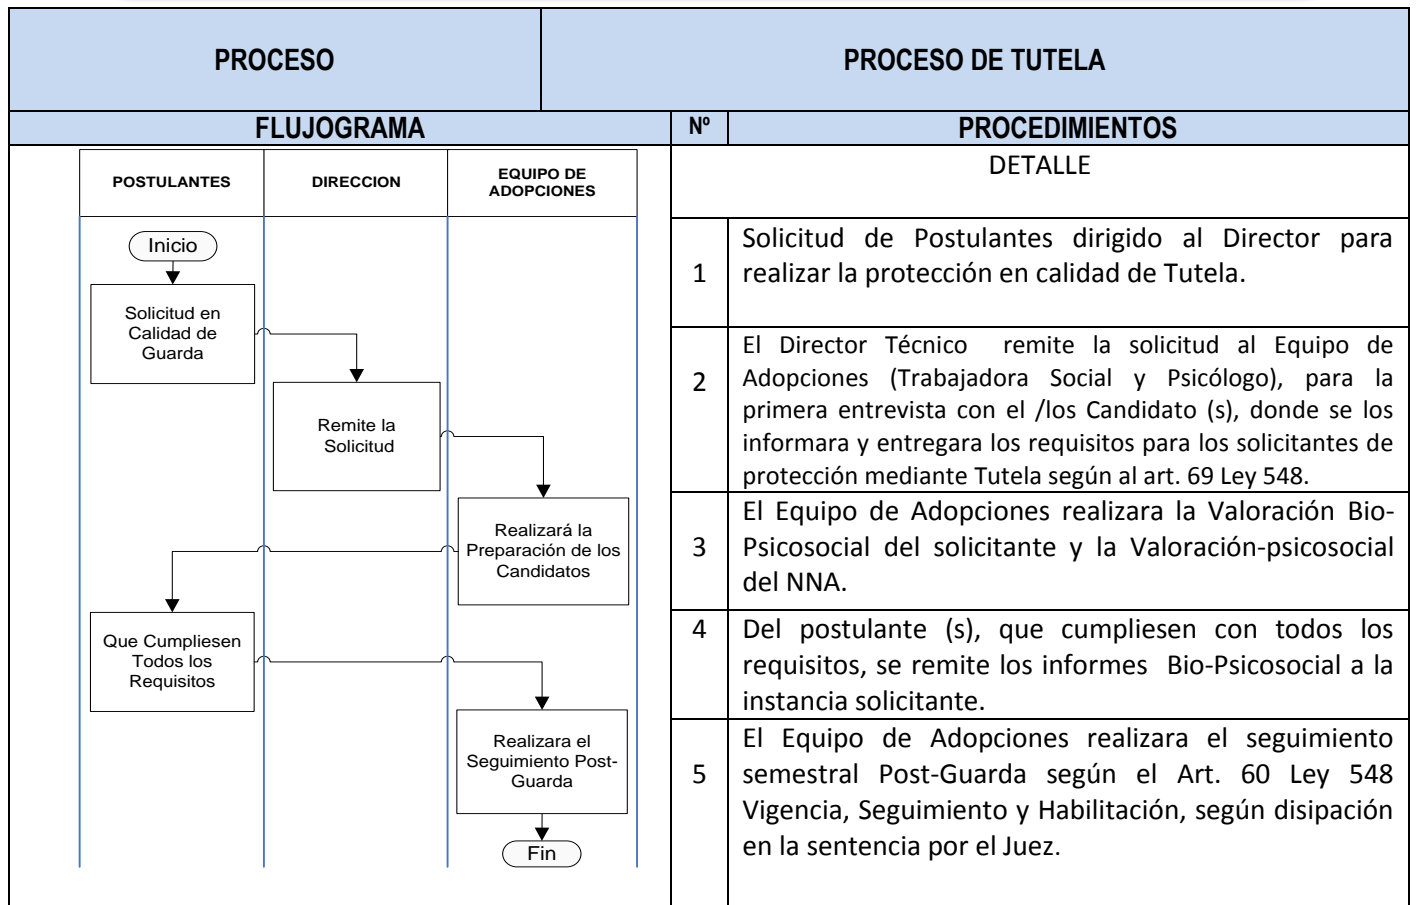 PROCESO
PROCESO DE TUTELA
FLUJOGRAMA
Nº
PROCEDIMIENTOS
POSTULANTES
DIRECCION
EQUIPO DE
ADOPCIONES
Inicio
Solicitud en
Calidad de
Guarda
Remite la
Solicitud
Realizará la
Preparación de los
Candidatos
Que Cumpliesen
Todos los
Requisitos
Realizara el
Seguimiento Post-
Guarda
Fin
DETALLE
1
Solicitud de Postulantes dirigido al Director para
realizar la protección en calidad de Tutela.
2
El Director Técnico remite la solicitud al Equipo de
Adopciones (Trabajadora Social y Psicólogo), para la
primera entrevista con el /los Candidato (s), donde se los
informara y entregara los requisitos para los solicitantes de
protección mediante Tutela según al art. 69 Ley 548.
3
El Equipo de Adopciones realizara la Valoración Bio-
Psicosocial del solicitante y la Valoración-psicosocial
del NNA.
4
Del postulante (s), que cumpliesen con todos los
requisitos, se remite los informes Bio-Psicosocial a la
instancia solicitante.
5
El Equipo de Adopciones realizara el seguimiento
semestral Post-Guarda según el Art. 60 Ley 548
Vigencia, Seguimiento y Habilitación, según disipación
en la sentencia por el Juez.